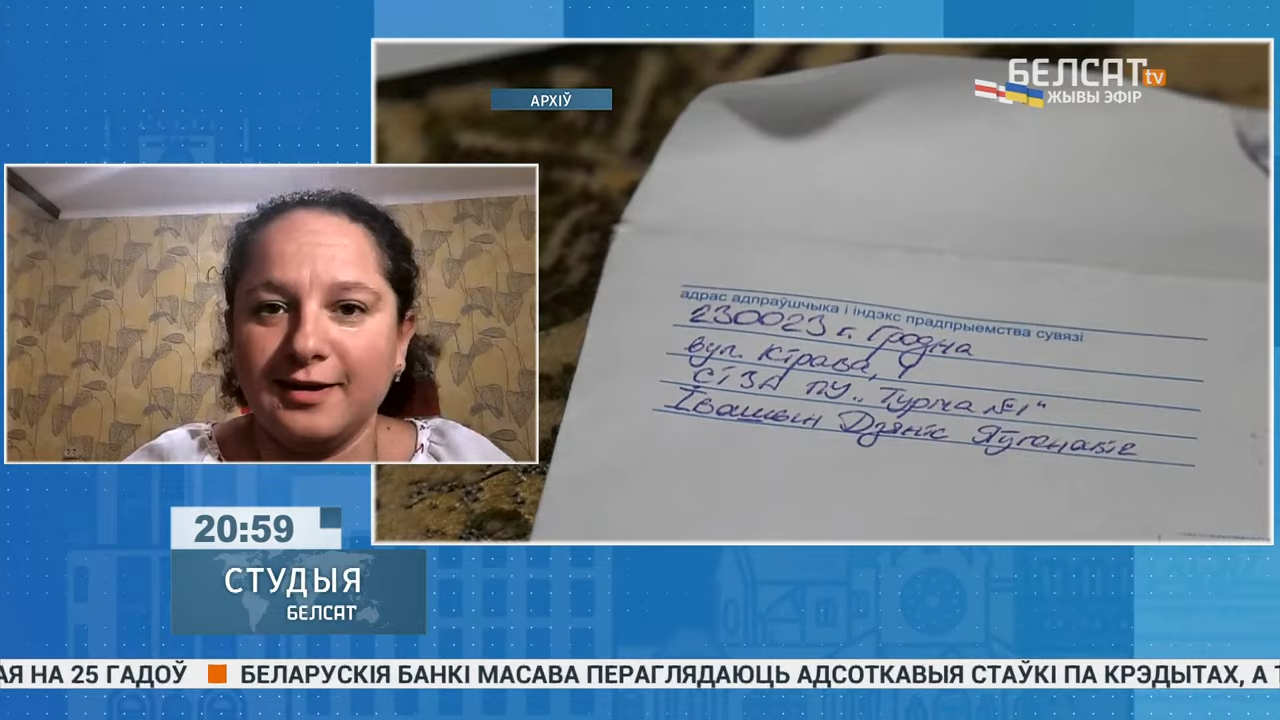 АРХІЎ
БЕЛСАТ tv
ЖЫВЫ ЭФІР
адрас адпраўшчыка і індэкс прадпрыемства сувязі
230023 г. Гродна
вул. Кірава, 1
СІЗА ПУ „Турма №1"
Івашын Дзяніс Яўгенавіч
20:59
СТУДЫЯ
БЕЛСАТ
АЯ НА 25 ГАДОЎ БЕЛАРУСКІЯ БАНКІ МАСАВА ПЕРАГЛЯДАЮЦЬ АДСОТКАВЫЯ СТАЎКІ ПА КРЭДЫТАХ, А